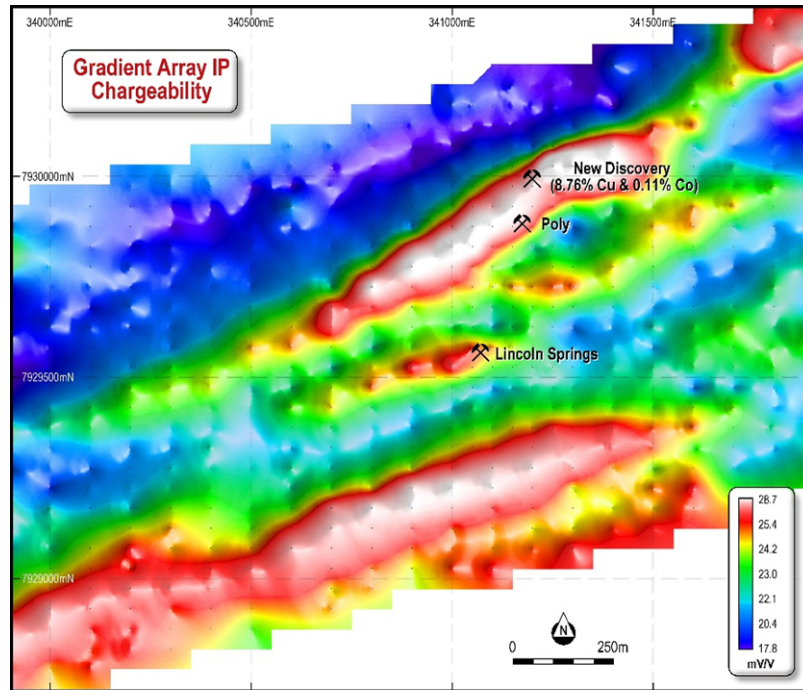 340000mE
340500mE
341000mE
341500mE
Gradient Array IP
Chargeability
7930000mN
New Discovery
(8.76% Cu & 0.11% Co)
Poly
Lincoln Springs
7929500mN
7929000mN
N
0
250m
28.7
25.4
24.2
23.0
22.1
20.4
17.8
mV/V